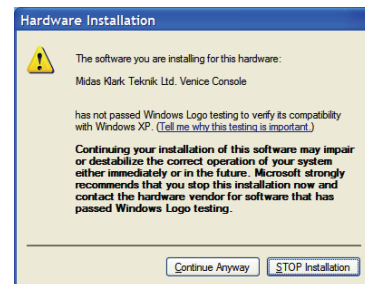 Hardware Installation
The software you are installing for this hardware:
Midas Klark Teknik Ltd. Venice Console
has not passed Windows Logo testing to verify its compatibility
with Windows XP. (Tell me why this testing is important.)
Continuing your installation of this software may impair
or destabilize the correct operation of your system
either immediately or in the future. Microsoft strongly
recommends that you stop this installation now and
contact the hardware vendor for software that has
passed Windows Logo testing.
Continue Anyway STOP Installation